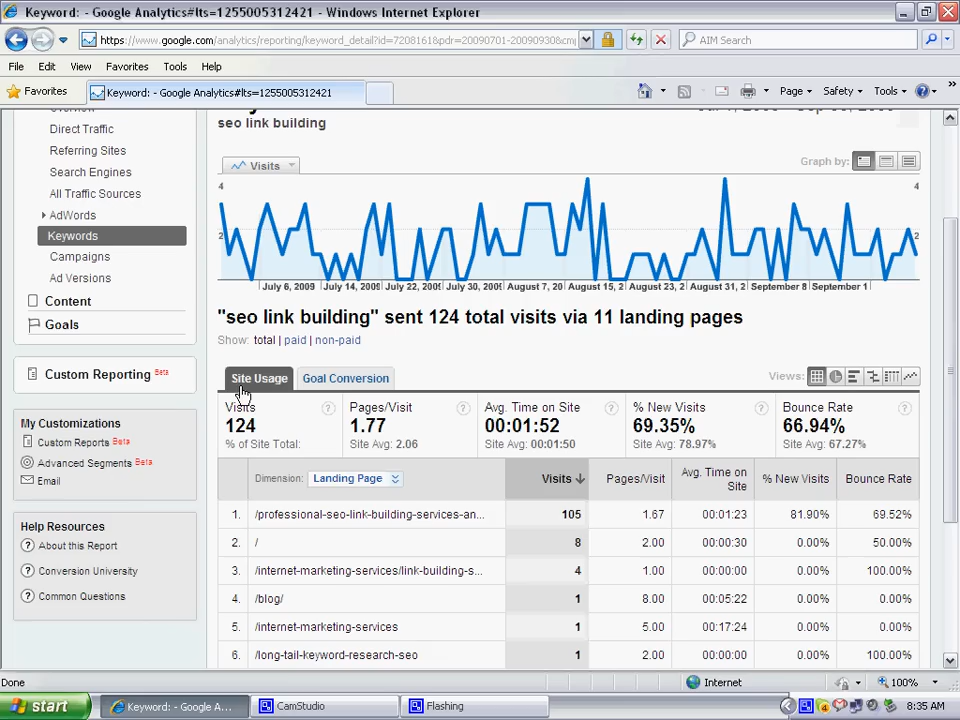 Keyword: - Google Analytics#lts=1255005312421 - Windows Internet Explorer
https://www.google.com/analytics/reporting/keyword_detail?id=7208161&pdr=20090701-20090930&cmp
AIM Search
File Edit View Favorites Tools Help
Favorites
Keyword: - Google Analytics#lts=1255005312421
Page Safety Tools
Direct Traffic
Referring Sites
Search Engines
All Traffic Sources
AdWords
Keywords
Campaigns
Ad Versions
Content
Goals
Custom Reporting Beta
My Customizations
Custom Reports Beta
Advanced Segments Beta
Email
Help Resources
About this Report
Conversion University
Common Questions
seo link building
Visits
Graph by:
4 4
2 2
July 6, 2009 July 14, 2009 July 22, 2009 July 30, 2009 August 7, 20 August 15, 2 August 23, 2 August 31, 2 September 8 September 1
"seo link building" sent 124 total visits via 11 landing pages
Show: total | paid | non-paid
Site Usage Goal Conversion Views:
Visits Pages/Visit Avg. Time on Site % New Visits Bounce Rate
124 1.77 00:01:52 69.35% 66.94%
% of Site Total: Site Avg: 2.06 Site Avg: 00:01:50 Site Avg: 78.97% Site Avg: 67.27%
Dimension: Landing Page Visits Pages/Visit Avg. Time on Site % New Visits Bounce Rate
1. /professional-seo-link-building-services-an... 105 1.67 00:01:23 81.90% 69.52%
2. / 8 2.00 00:00:30 0.00% 50.00%
3. /internet-marketing-services/link-building-s... 4 1.00 00:00:00 0.00% 100.00%
4. /blog/ 1 8.00 00:05:22 0.00% 0.00%
5. /internet-marketing-services 1 5.00 00:17:24 0.00% 0.00%
6. /long-tail-keyword-research-seo 1 2.00 00:00:00 0.00% 100.00%
Done Internet 100%
start Keyword: - Google A... CamStudio Flashing 8:35 AM